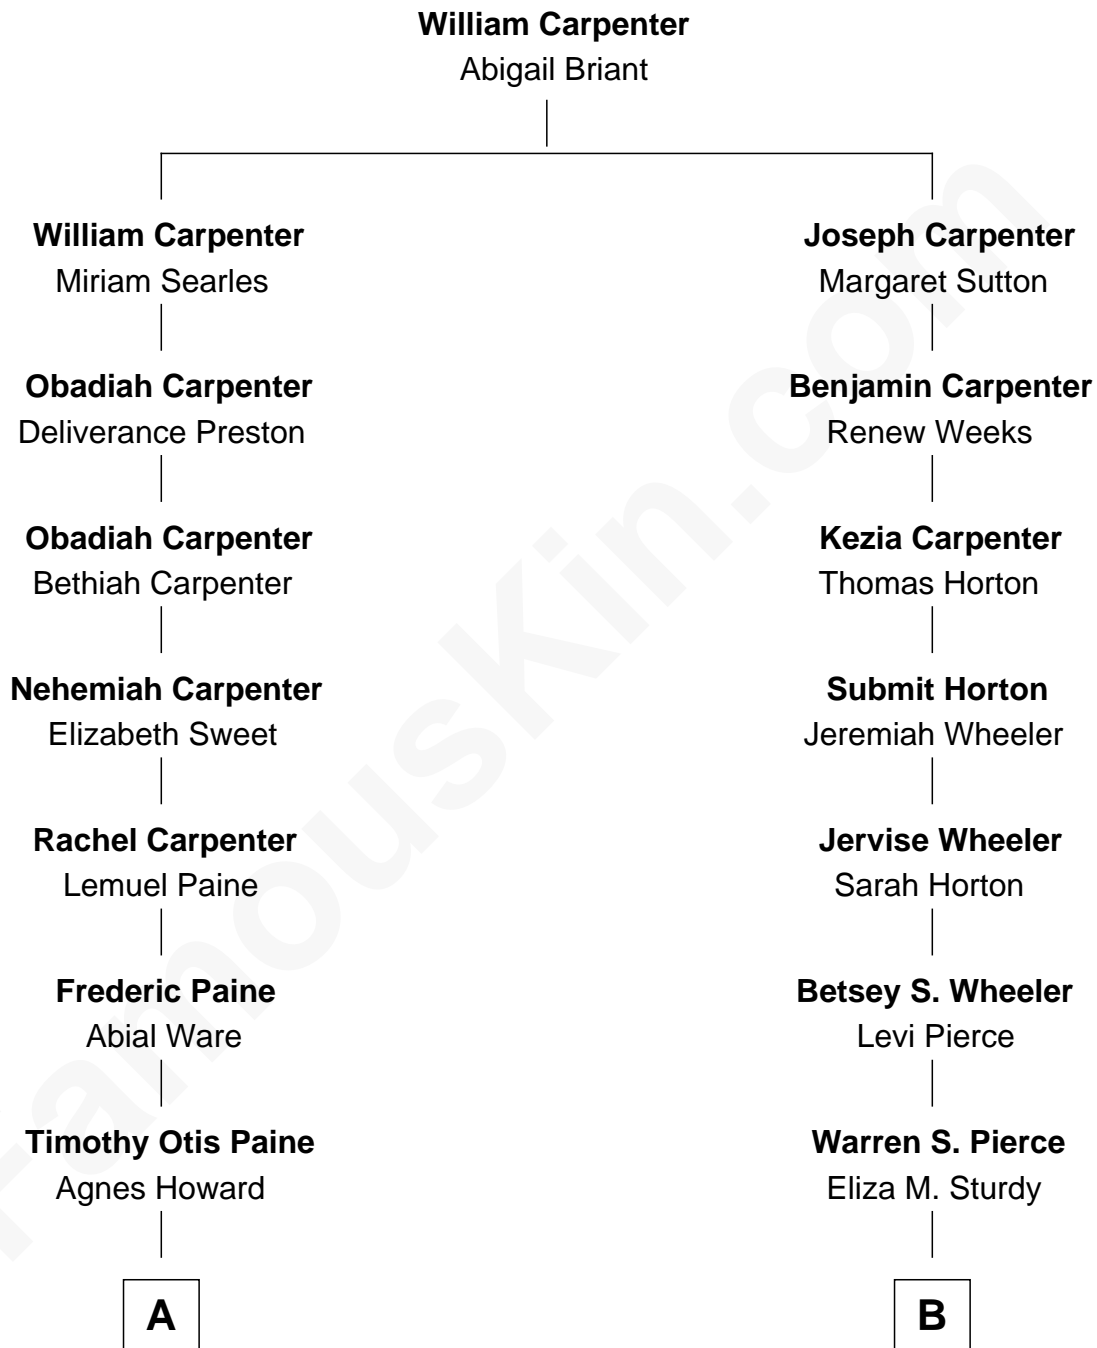 William Carpenter
Abigail Briant
William Carpenter
Miriam Searles
Joseph Carpenter
Margaret Sutton
Obadiah Carpenter
Deliverance Preston
Benjamin Carpenter
Renew Weeks
Obadiah Carpenter
Bethiah Carpenter
Kezia Carpenter
Thomas Horton
Nehemiah Carpenter
Elizabeth Sweet
Submit Horton
Jeremiah Wheeler
Rachel Carpenter
Lemuel Paine
Jervise Wheeler
Sarah Horton
Frederic Paine
Abial Ware
Betsey S. Wheeler
Levi Pierce
Timothy Otis Paine
Agnes Howard
Warren S. Pierce
Eliza M. Sturdy
A
B
FamousKin.com